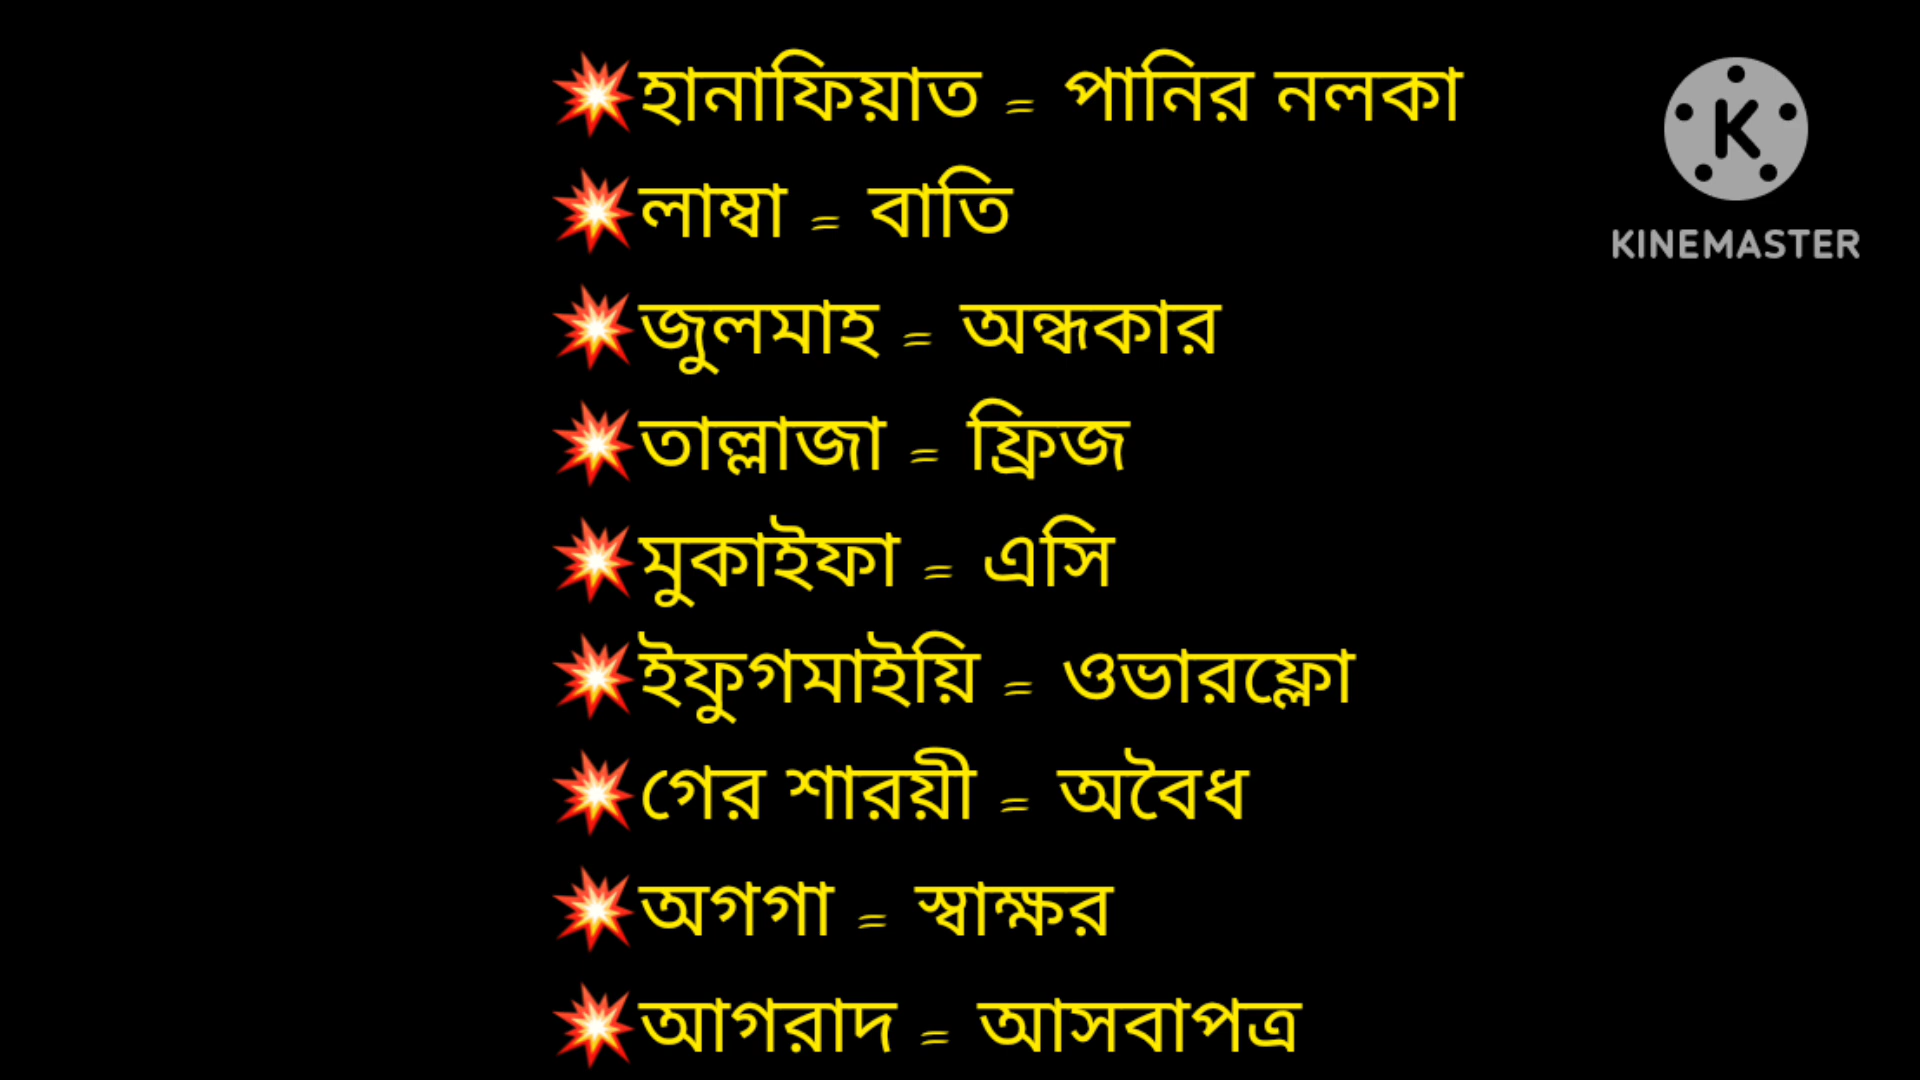 💥হানাফিয়াত = পানির নলকা
💥লাম্বা = বাতি
💥জুলমাহ = অন্ধকার
💥তাল্লাজা = ফ্রিজ
💥মুকাইফা = এসি
💥ইফুগমাইয়ি = ওভারফ্লো
💥গের শারয়ী = অবৈধ
💥অগগা = স্বাক্ষর
💥আগরাদ = আসবাপত্র
K
KINEMASTER